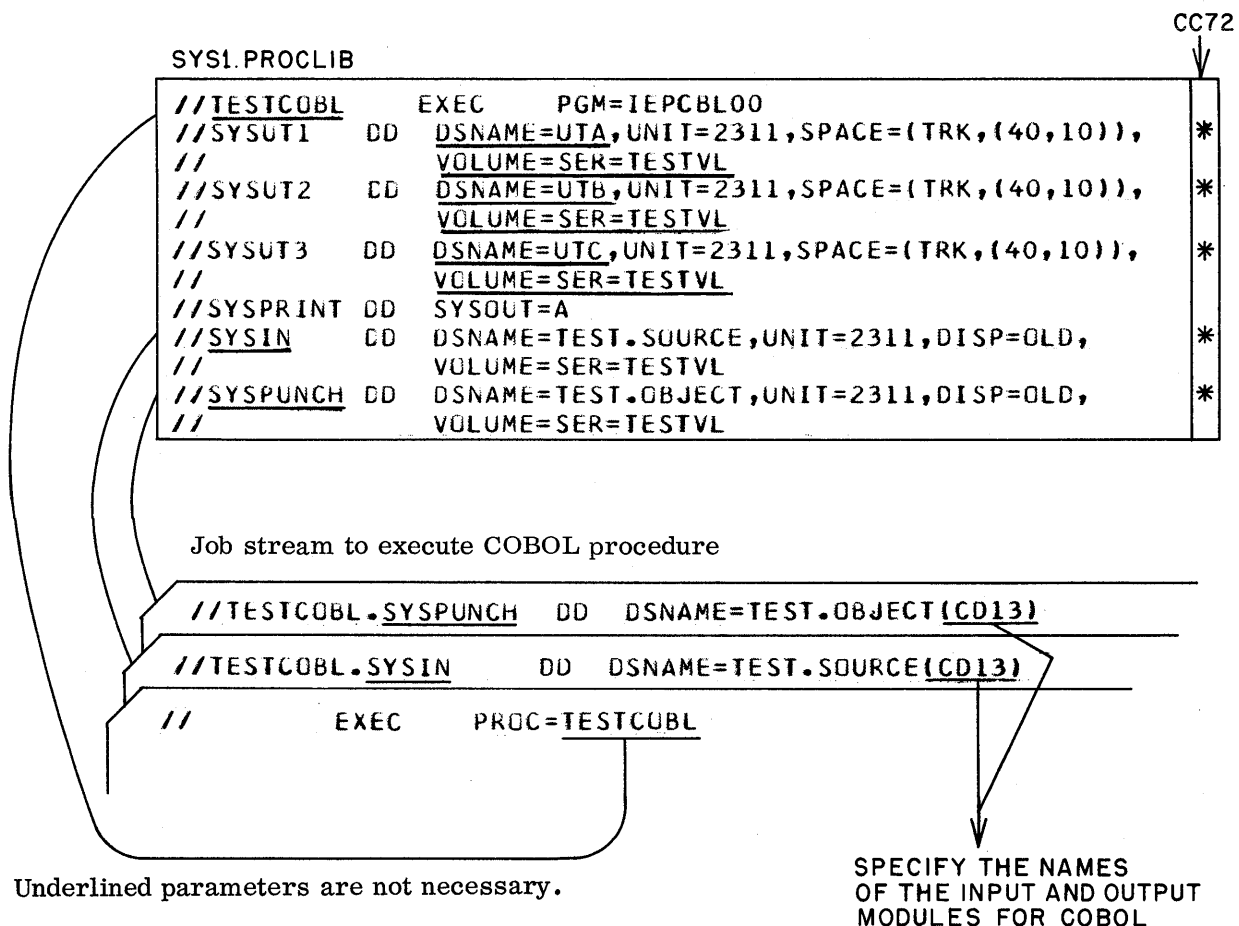 CC72
SYS1.PROCLIB
//TESTCOBL EXEC PGM=IEPCBL00
//SYSUT1 DD DSNAME=UTA,UNIT=2311,SPACE=(TRK,(40,10)), *
// VOLUME=SER=TESTVL
//SYSUT2 DD DSNAME=UTB,UNIT=2311,SPACE=(TRK,(40,10)), *
// VOLUME=SER=TESTVL
//SYSUT3 DD DSNAME=UTC,UNIT=2311,SPACE=(TRK,(40,10)), *
// VOLUME=SER=TESTVL
//SYSPRINT DD SYSOUT=A
//SYSIN DD DSNAME=TEST.SOURCE,UNIT=2311,DISP=OLD, *
// VOLUME=SER=TESTVL
//SYSPUNCH DD DSNAME=TEST.OBJECT,UNIT=2311,DISP=OLD, *
// VOLUME=SER=TESTVL
Job stream to execute COBOL procedure
//TESTCOBL.SYSPUNCH DD DSNAME=TEST.OBJECT(CD13)
//TESTCOBL.SYSIN DD DSNAME=TEST.SOURCE(CD13)
// EXEC PROC=TESTCOBL
SPECIFY THE NAMES
OF THE INPUT AND OUTPUT
MODULES FOR COBOL
Underlined parameters are not necessary.